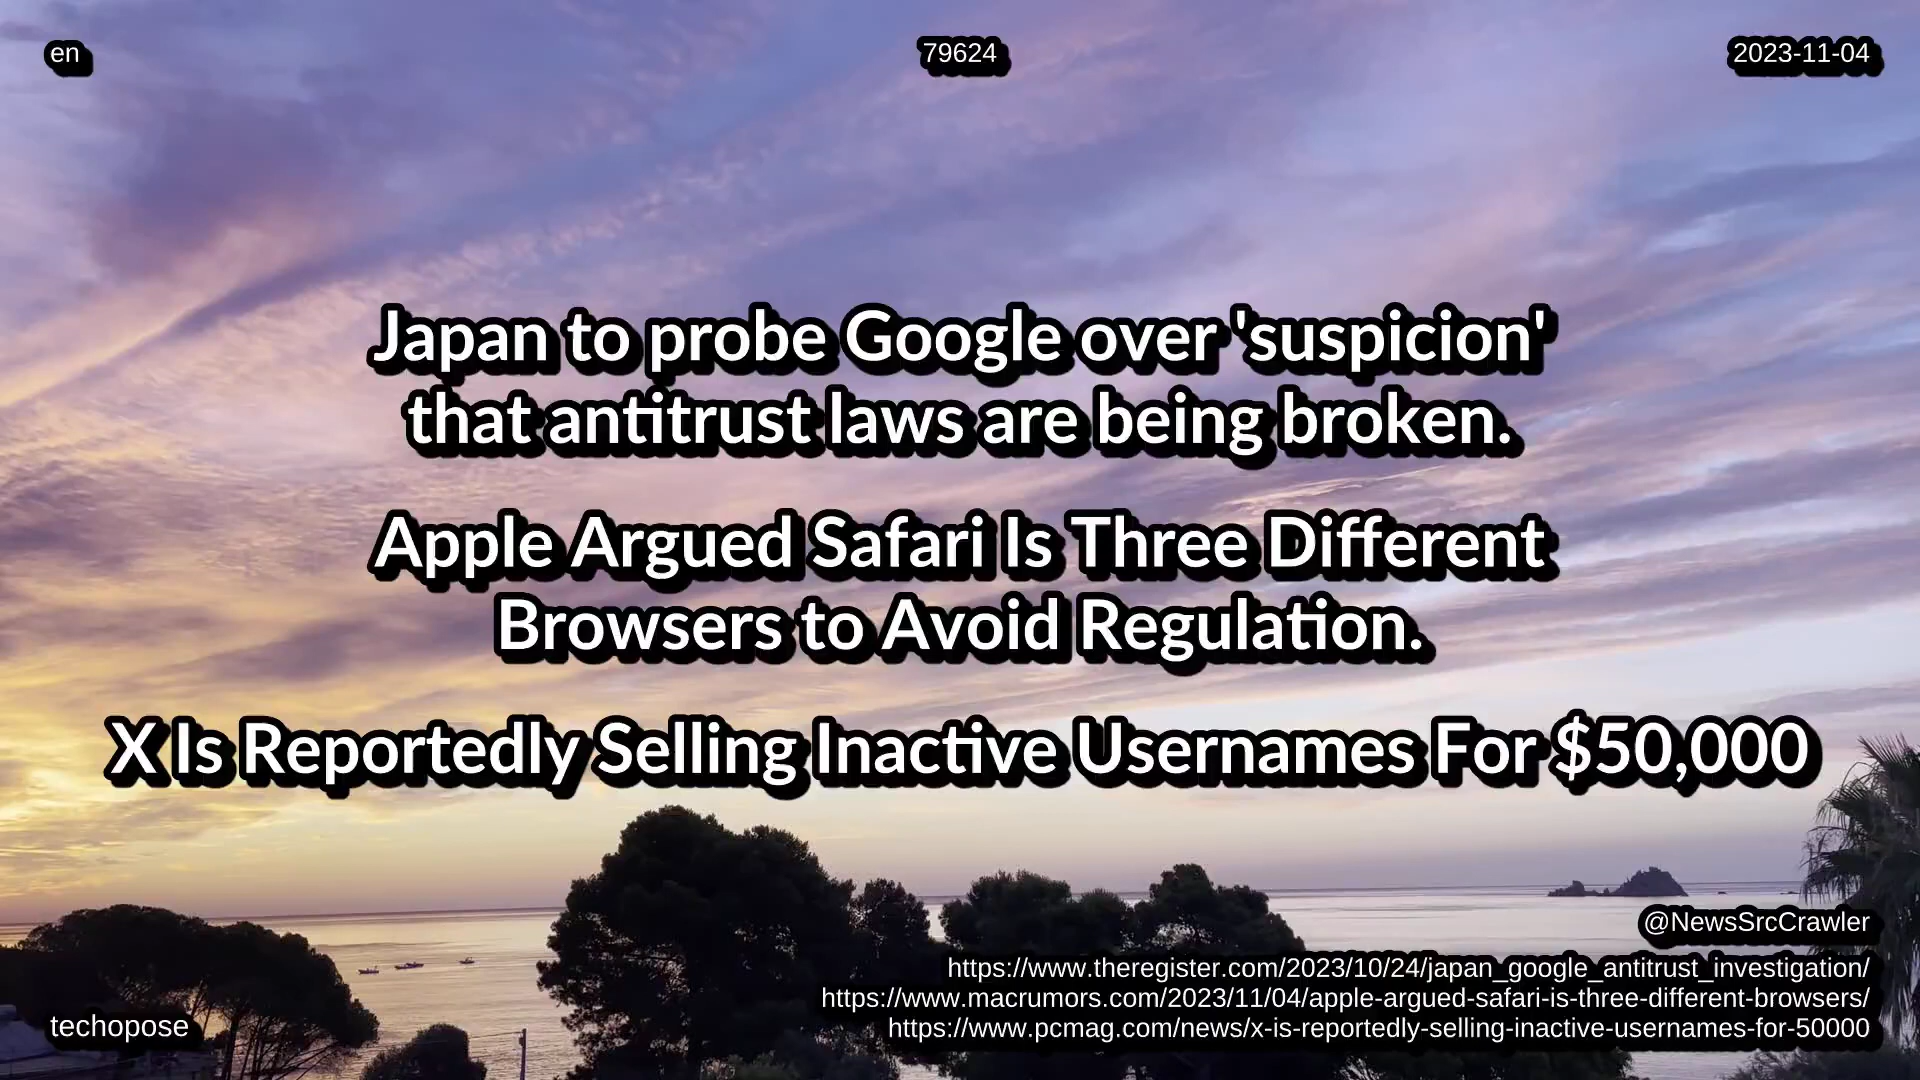 en
79624
2023-11-04
Japan to probe Google over 'suspicion'
that antitrust laws are being broken.
Apple Argued Safari Is Three Different
Browsers to Avoid Regulation.
X Is Reportedly Selling Inactive Usernames For $50,000
@NewsSrcCrawler
https://www.theregister.com/2023/10/24/japan_google_antitrust_investigation/
https://www.macrumors.com/2023/11/04/apple-argued-safari-is-three-different-browsers/
https://www.pcmag.com/news/x-is-reportedly-selling-inactive-usernames-for-50000
techopose